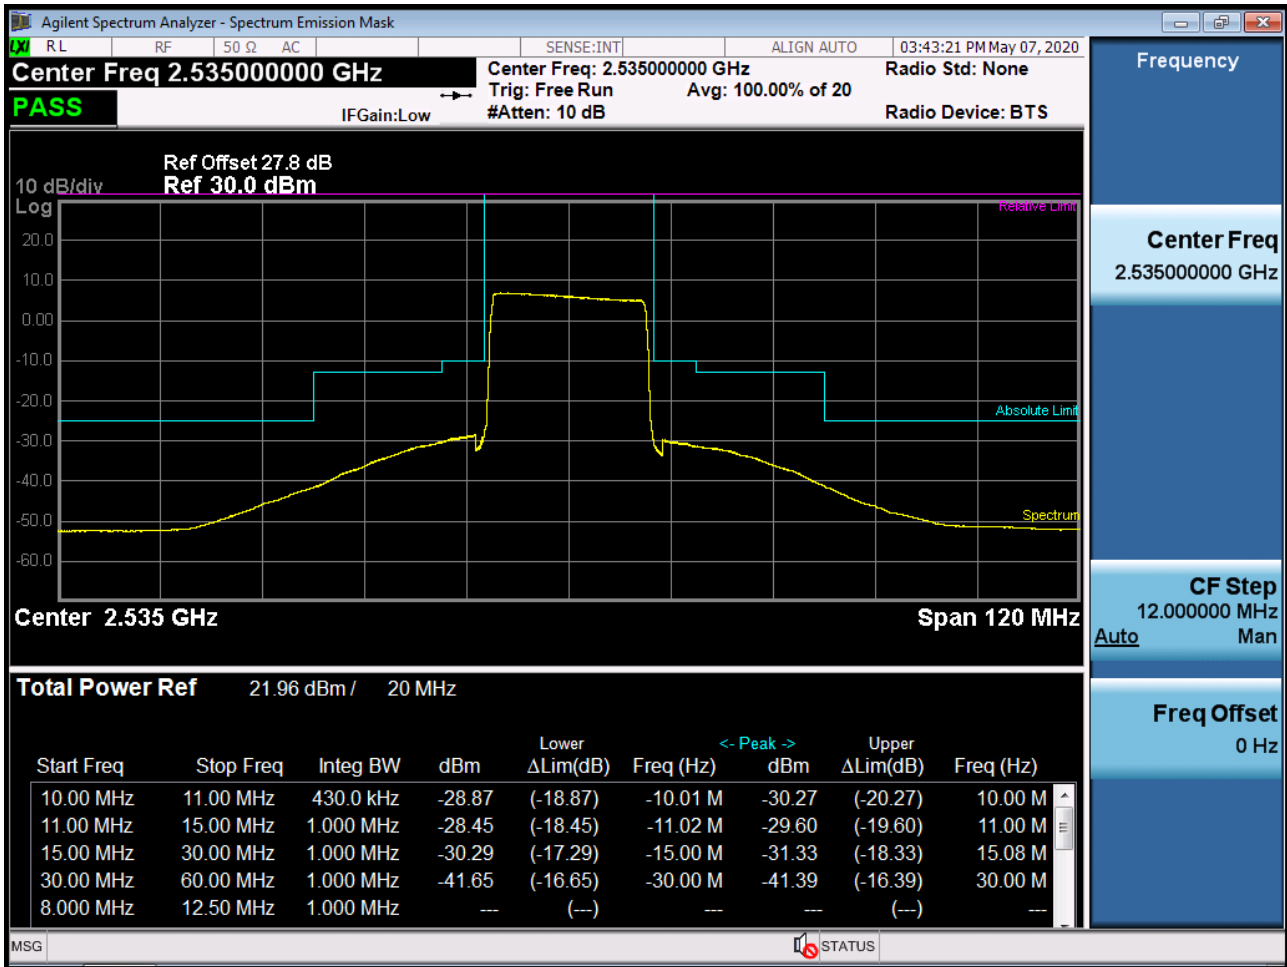 Agilent Spectrum Analyzer - Spectrum Emission Mask
LXI RL RF 50 Ω AC SENSE:INT ALIGN AUTO 03:43:21 PM May 07, 2020
Center Freq 2.535000000 GHz Center Freq: 2.535000000 GHz Radio Std: None
Trig: Free Run Avg: 100.00% of 20
PASS IFGain:Low #Atten: 10 dB Radio Device: BTS
Ref Offset 27.8 dB
10 dB/div Ref 30.0 dBm
Log
Relative Limit
20.0
10.0
0.00
-10.0
-20.0
Absolute Limit
-30.0
-40.0
-50.0
Spectrum
-60.0
Center 2.535 GHz Span 120 MHz
Total Power Ref 21.96 dBm / 20 MHz
Lower <- Peak -> Upper
Start Freq Stop Freq Integ BW dBm ΔLim(dB) Freq (Hz) dBm ΔLim(dB) Freq (Hz)
10.00 MHz 11.00 MHz 430.0 kHz -28.87 (-18.87) -10.01 M -30.27 (-20.27) 10.00 M
11.00 MHz 15.00 MHz 1.000 MHz -28.45 (-18.45) -11.02 M -29.60 (-19.60) 11.00 M
15.00 MHz 30.00 MHz 1.000 MHz -30.29 (-17.29) -15.00 M -31.33 (-18.33) 15.08 M
30.00 MHz 60.00 MHz 1.000 MHz -41.65 (-16.65) -30.00 M -41.39 (-16.39) 30.00 M
8.000 MHz 12.50 MHz 1.000 MHz --- (---) --- --- (---) ---
MSG STATUS
Frequency
Center Freq
2.535000000 GHz
CF Step
12.000000 MHz
Auto Man
Freq Offset
0 Hz